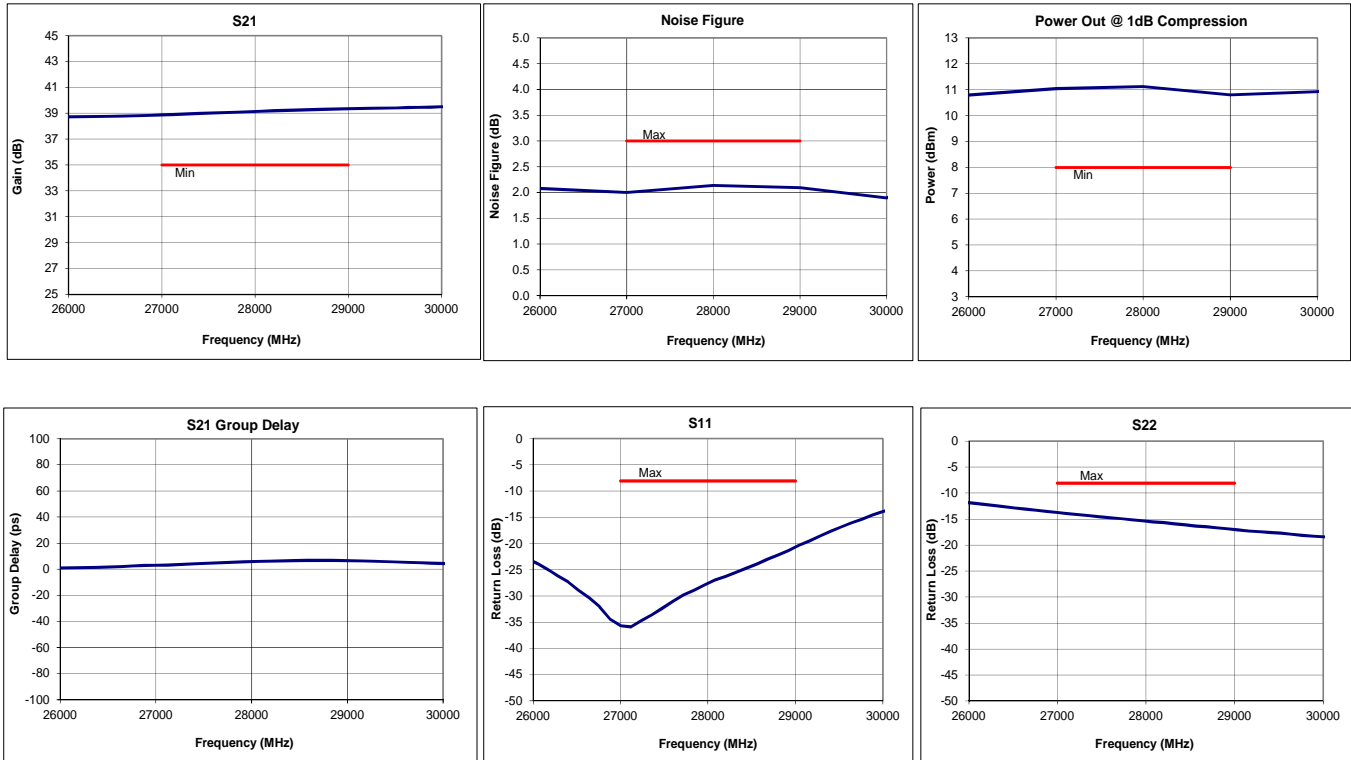 S21
Gain (dB)
45
43
41
39
37
35
33
31
29
27
25
Min
26000 27000 28000 29000 30000
Frequency (MHz)
Noise Figure
Noise Figure (dB)
5.0
4.5
4.0
3.5
3.0
2.5
2.0
1.5
1.0
0.5
0.0
Max
26000 27000 28000 29000 30000
Frequency (MHz)
Power Out @ 1dB Compression
Power (dBm)
13
12
11
10
9
8
7
6
5
4
3
Min
26000 27000 28000 29000 30000
Frequency (MHz)
S21 Group Delay
Group Delay (ps)
100
80
60
40
20
0
-20
-40
-60
-80
-100
26000 27000 28000 29000 30000
Frequency (MHz)
S11
Return Loss (dB)
-0
-5
-10
-15
-20
-25
-30
-35
-40
-45
-50
Max
26000 27000 28000 29000 30000
Frequency (MHz)
S22
Return Loss (dB)
0
-5
-10
-15
-20
-25
-30
-35
-40
-45
-50
Max
26000 27000 28000 29000 30000
Frequency (MHz)